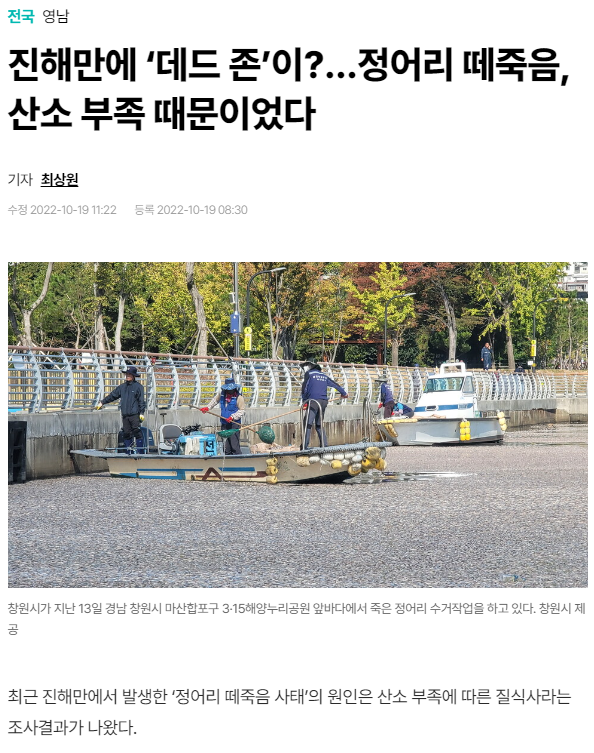 전국 영남
진해만에 ‘데드 존’이?…정어리 떼죽음,
산소 부족 때문이었다
기자 최상원
수정 2022-10-19 11:22 등록 2022-10-19 08:30
창원시가 지난 13일 경남 창원시 마산합포구 3·15해양누리공원 앞바다에서 죽은 정어리 수거작업을 하고 있다. 창원시 제
공
최근 진해만에서 발생한 ‘정어리 떼죽음 사태’의 원인은 산소 부족에 따른 질식사라는
조사결과가 나왔다.